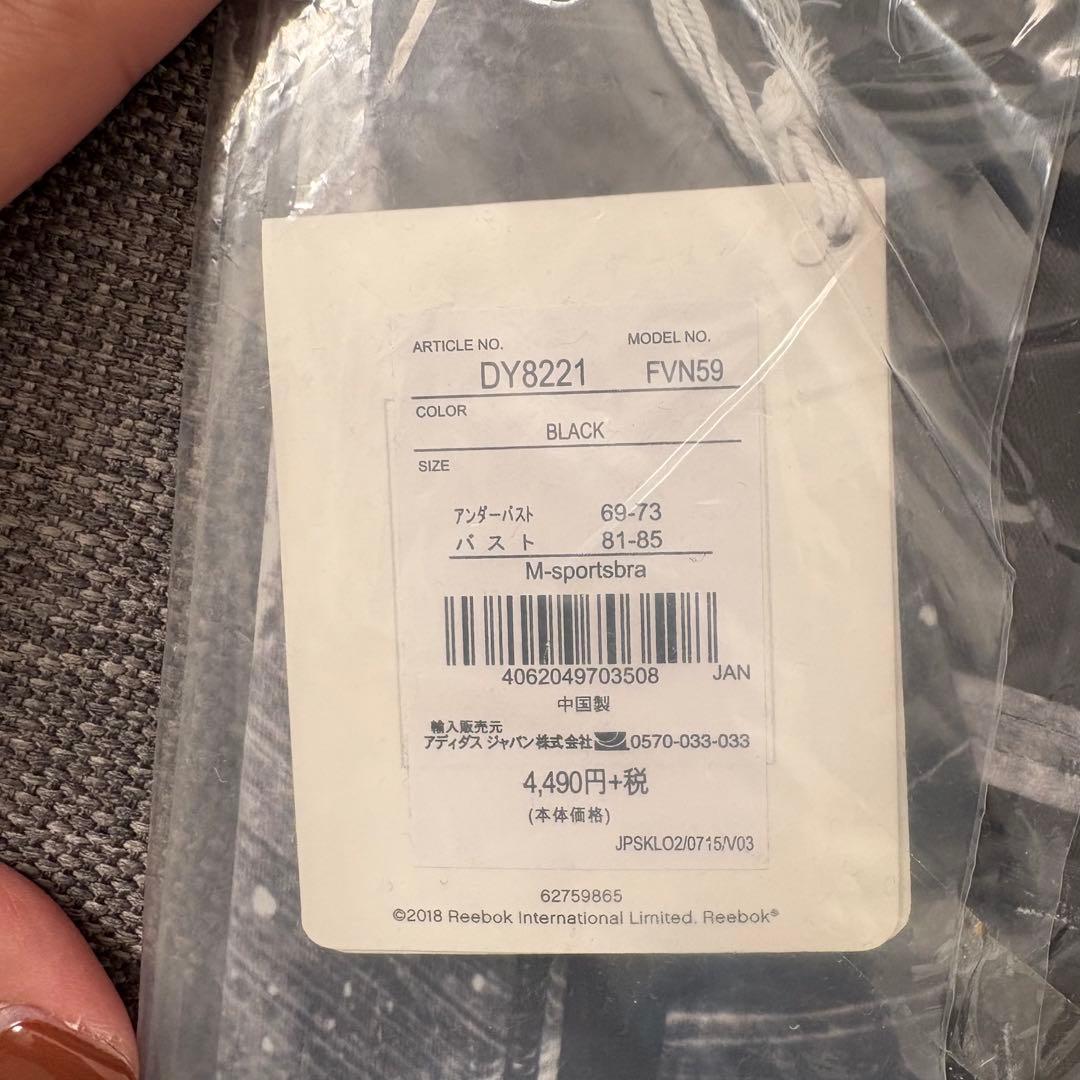 ARTICLE NO. MODEL NO.
DY8221 FVN59
COLOR
BLACK
SIZE
アンダーバスト 69-73
バスト 81-85
M-sportsbra
4062049703508 JAN
中国製
輸入販売元
アディダス ジャパン株式会社 0570-033-033
4,490円+税
(本体価格)
JPSKLO2/0715/V03
62759865
©2018 Reebok International Limited. Reebok®